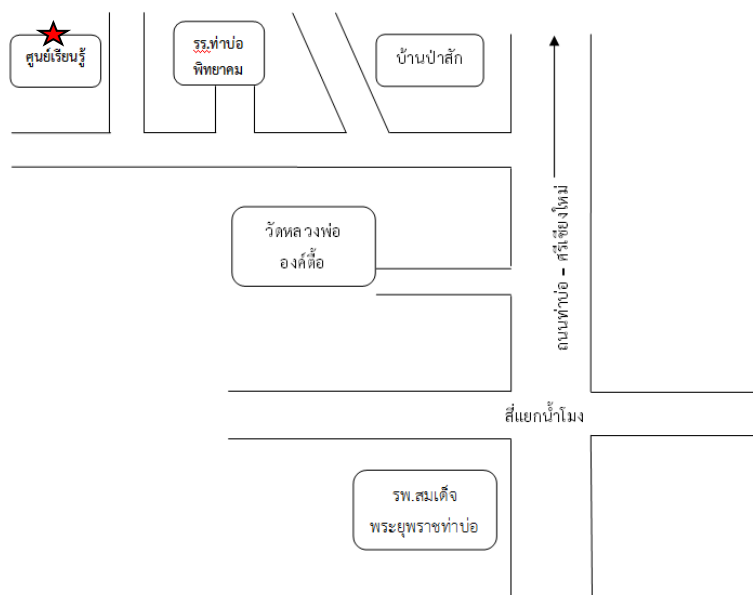 ศูนย์เรียนรู้
รร.ท่าบ่อ
พิทยาคม
บ้านป่าสัก
วัดหลวงพ่อ
องค์ตื้อ
ถนนท่าบ่อ - ศรีเชียงใหม่
สี่แยกน้ำโมง
รพ.สมเด็จ
พระยุพราชท่าบ่อ